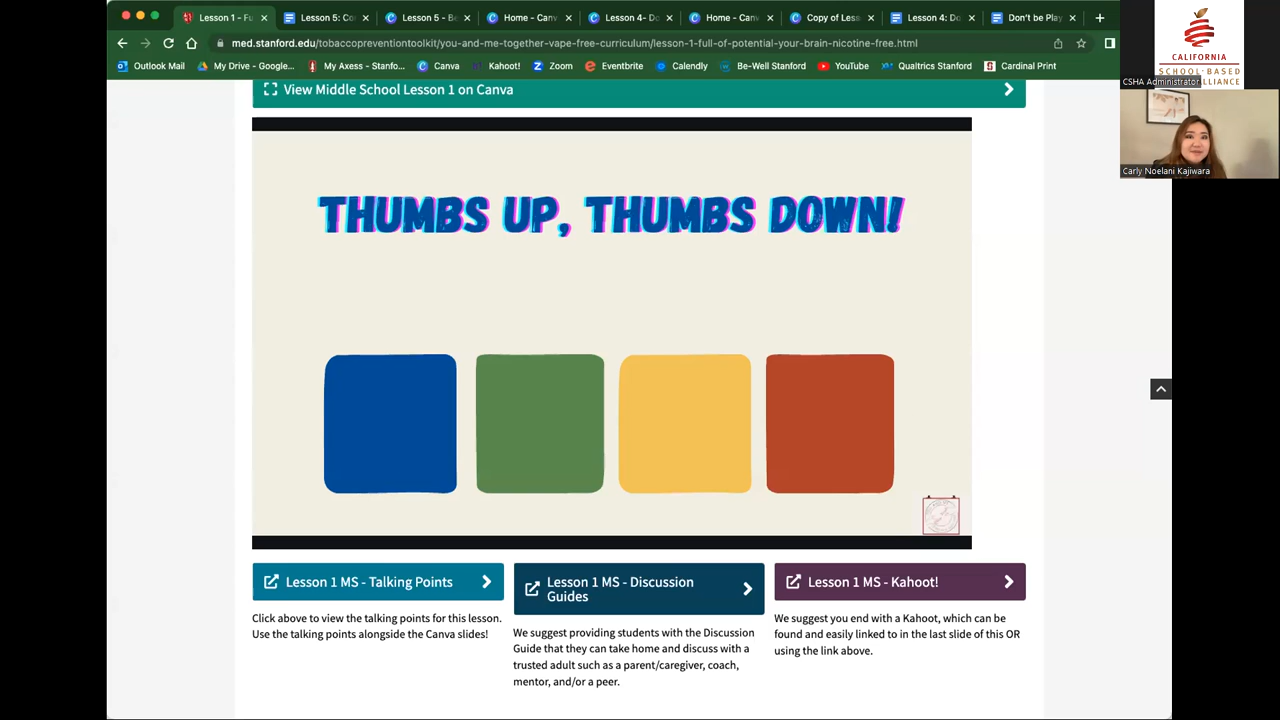 Lesson 1 - Fu
Lesson 5: Co
Lesson 5 - Be
Home - Canv
Lesson 4- Do
Home - Canv
Copy of Less
Lesson 4: Do
Don't be Play
med.stanford.edu/tobaccopreventiontoolkit/you-and-me-together-vape-free-curriculum/lesson-1-full-of-potential-your-brain-nicotine-free.html
Outlook Mail
My Drive - Google...
My Axess - Stanfo...
Canva
Kahoot!
Zoom
Eventbrite
Calendly
Be-Well Stanford
YouTube
Qualtrics Stanford
Cardinal Print
CALIFORNIA
SCHOOL-BASED
LLIANCE
CSHA Administrator
Carly Noelani Kajiwara
View Middle School Lesson 1 on Canva
THUMBS UP, THUMBS DOWN!
Lesson 1 MS - Talking Points
Click above to view the talking points for this lesson.
Use the talking points alongside the Canva slides!
Lesson 1 MS - Discussion
Guides
We suggest providing students with the Discussion
Guide that they can take home and discuss with a
trusted adult such as a parent/caregiver, coach,
mentor, and/or a peer.
Lesson 1 MS - Kahoot!
We suggest you end with a Kahoot, which can be
found and easily linked to in the last slide of this OR
using the link above.